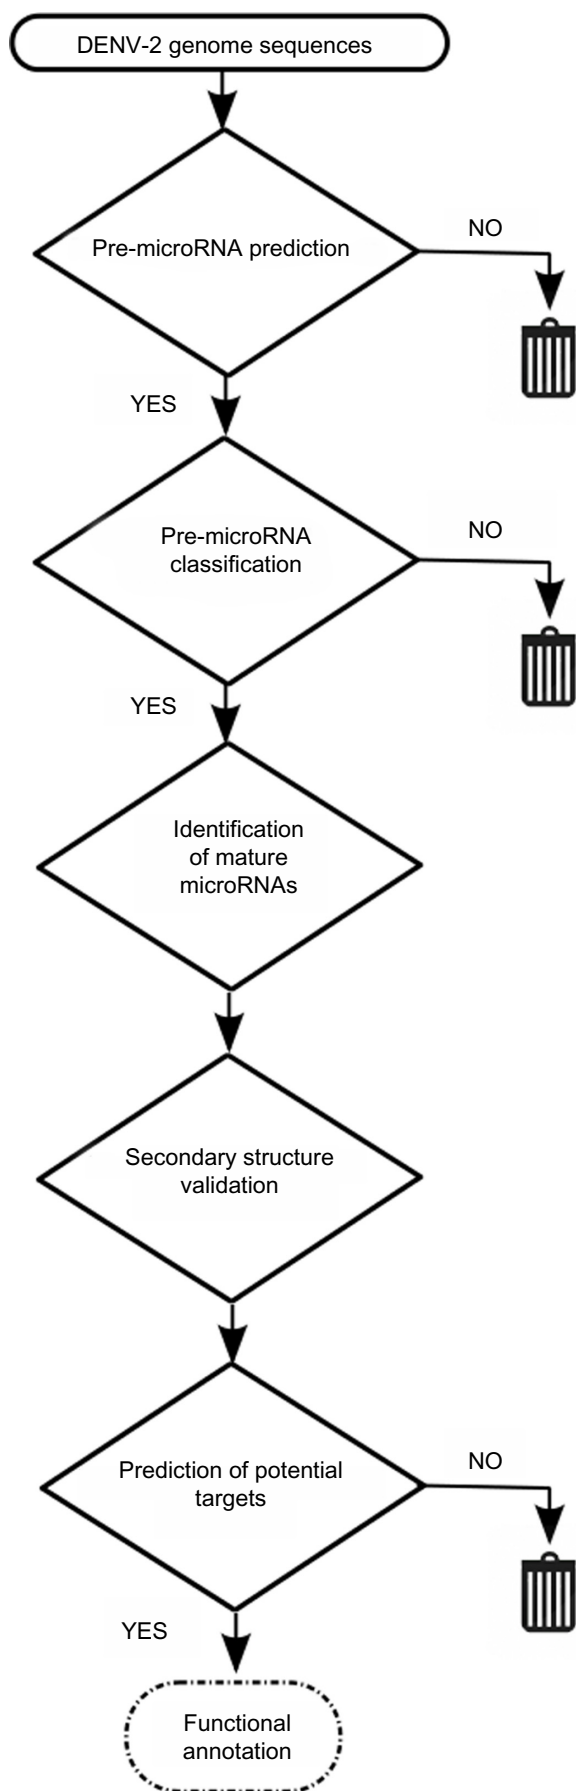 DENV-2 genome sequences
Pre-microRNA prediction
NO
YES
Pre-microRNA
classification
NO
YES
Identification
of mature
microRNAs
Secondary structure
validation
Prediction of potential
targets
NO
YES
Functional
annotation